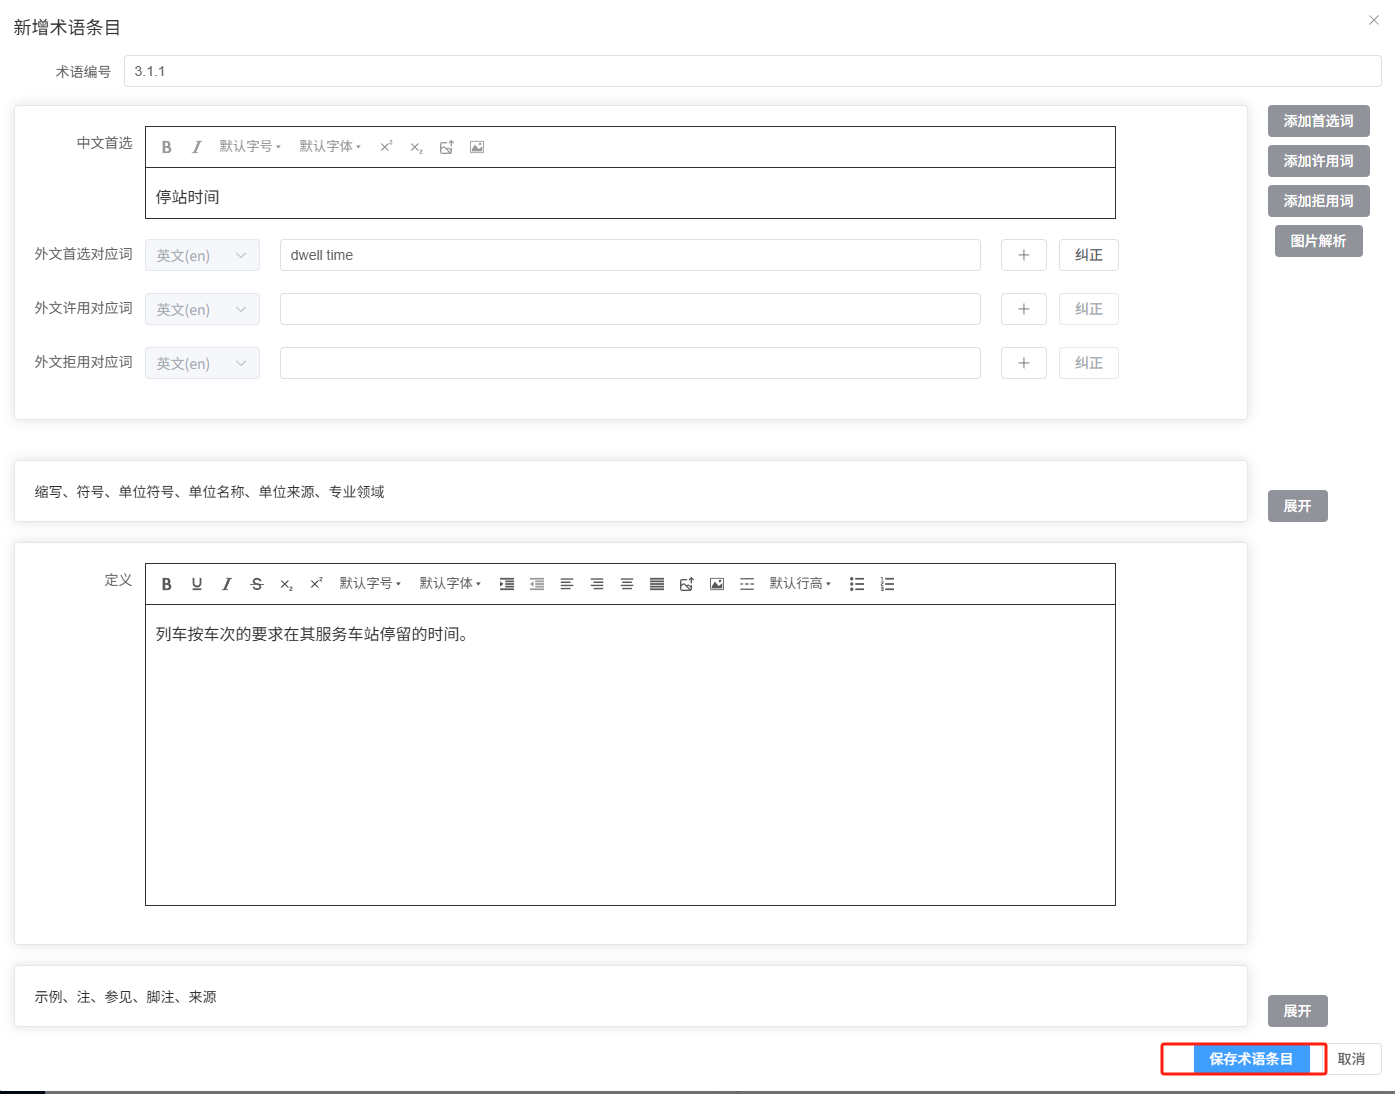 新增术语条目
术语编号 3.1.1
中文首选 B I 默认字号 默认字体 x² x₂
停站时间
外文首选对应词 英文(en) dwell time + 纠正
外文许用对应词 英文(en) + 纠正
外文拒用对应词 英文(en) + 纠正
添加首选词
添加许用词
添加拒用词
图片解析
缩写、符号、单位符号、单位名称、单位来源、专业领域
展开
定义 B U I S x₂ x² 默认字号 默认字体 默认行高
列车按车次的要求在其服务车站停留的时间。
示例、注、参见、脚注、来源
展开
保存术语条目 取消